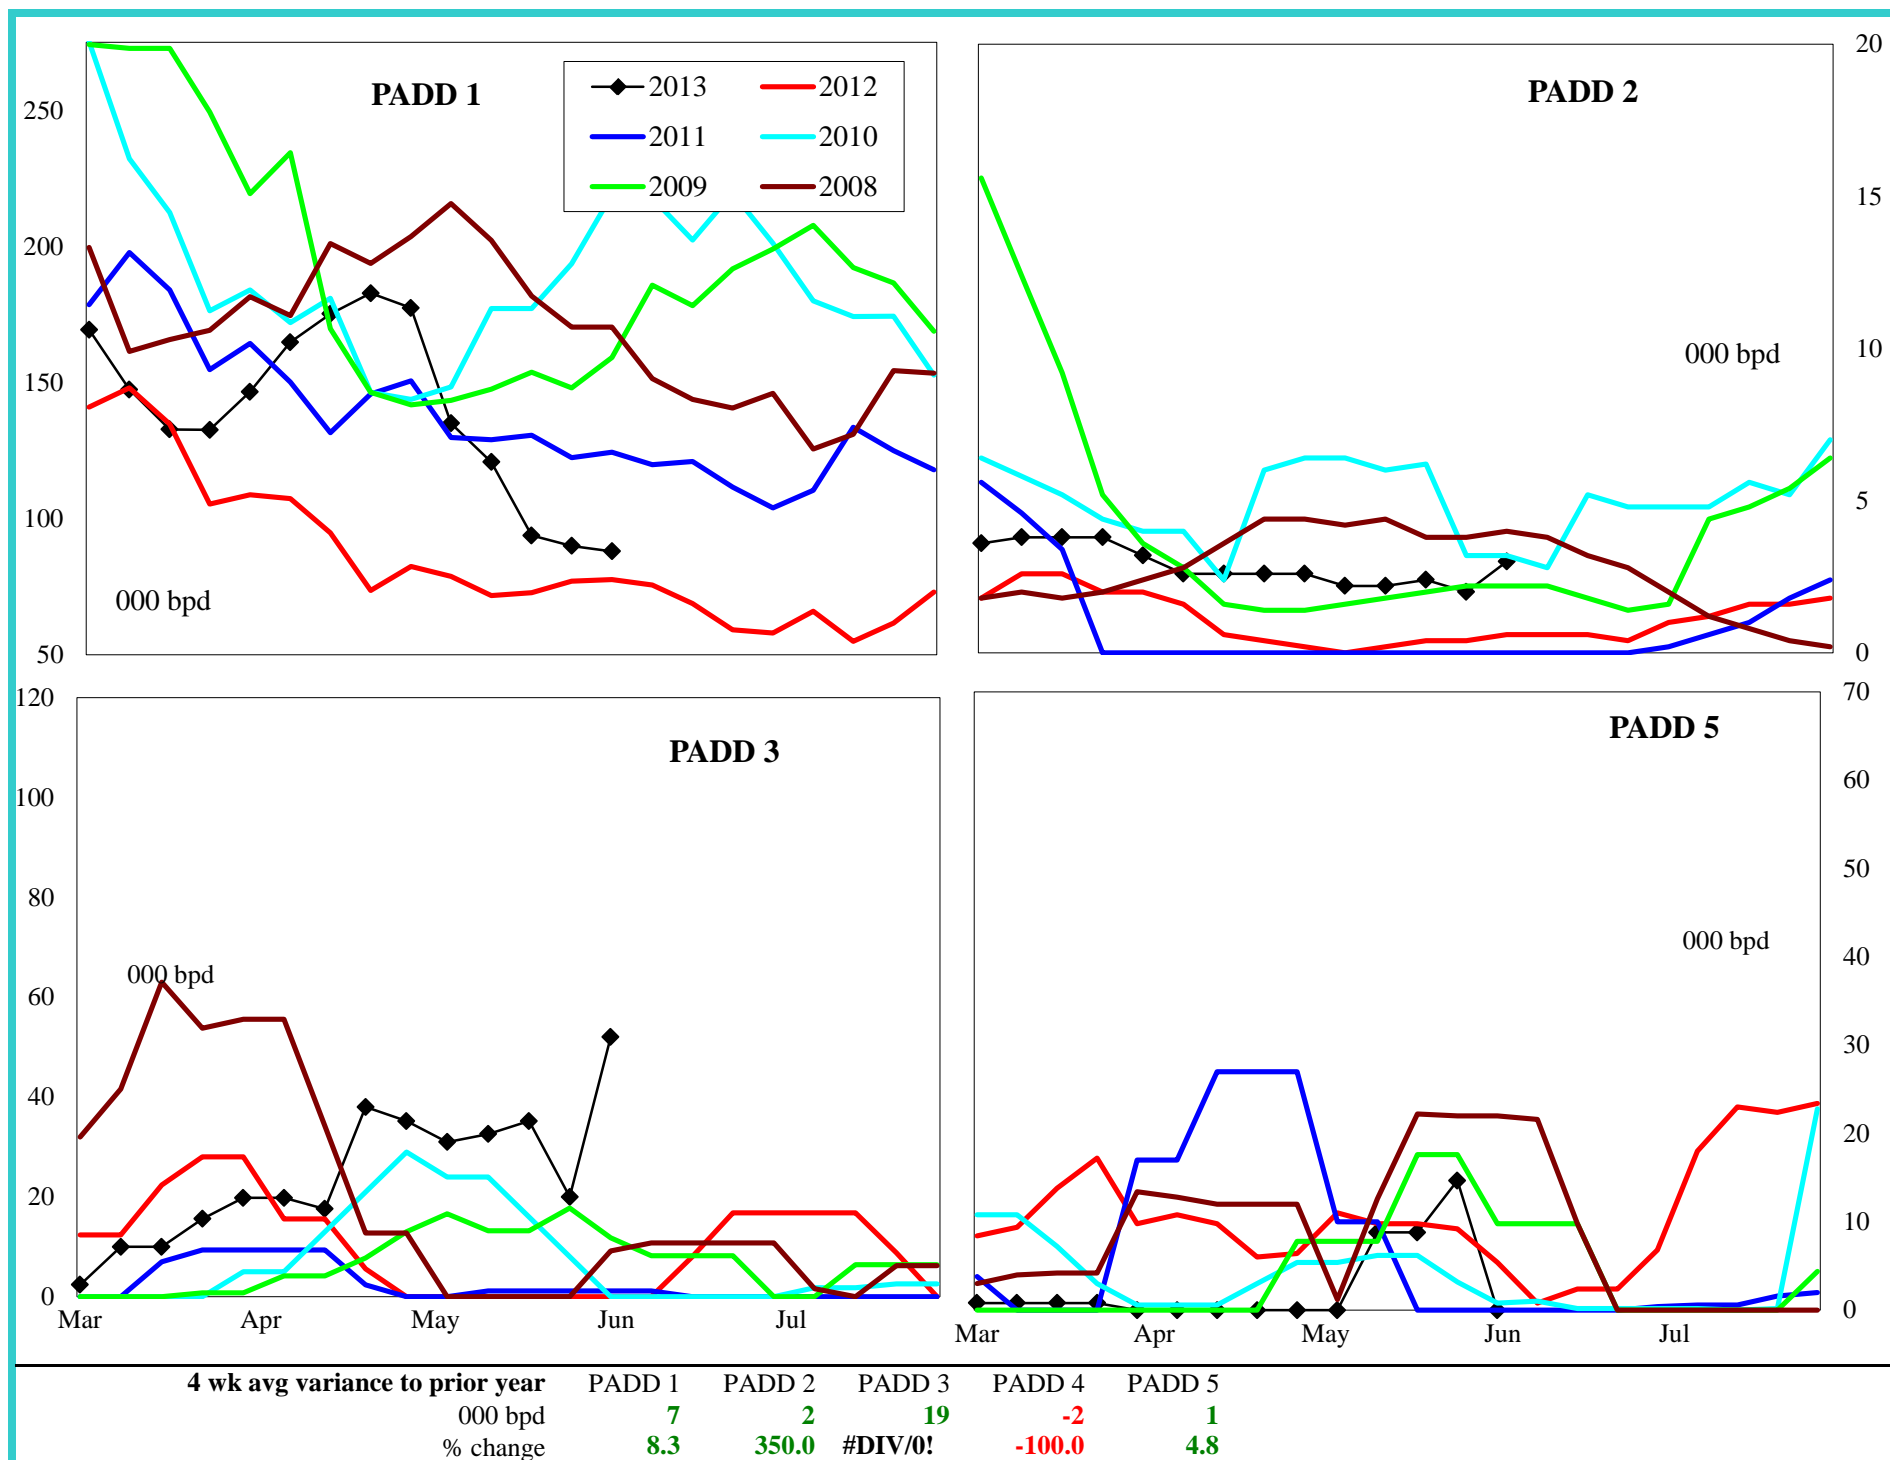 PADD 1
2013 2012
2011 2010
2009 2008
250
200
150
100
50
000 bpd
PADD 2
000 bpd
20
15
10
5
0
PADD 3
000 bpd
120
100
80
60
40
20
0
Mar Apr May Jun Jul
PADD 5
000 bpd
70
60
50
40
30
20
10
0
Mar Apr May Jun Jul
4 wk avg variance to prior year PADD 1 PADD 2 PADD 3 PADD 4 PADD 5
000 bpd 7 2 19 -2 1
% change 8.3 350.0 #DIV/0! -100.0 4.8